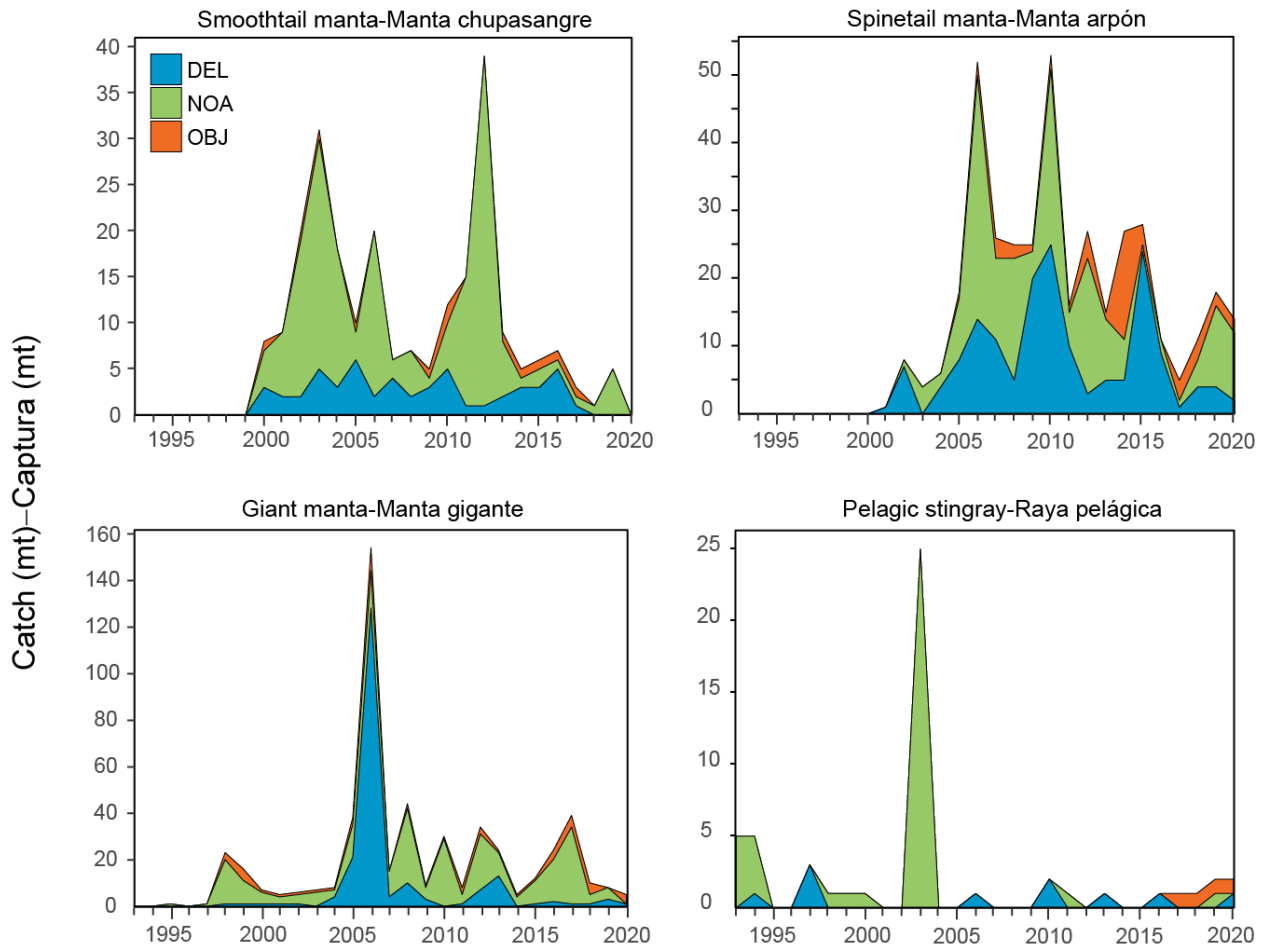 Smoothtail manta-Manta chupasangre
40
35
30
25
20
15
10
5
0
DEL
NOA
OBJ
1995 2000 2005 2010 2015 2020
Spinetail manta-Manta arpón
50
40
30
20
10
0
1995 2000 2005 2010 2015 2020
Catch (mt)–Captura (mt)
Giant manta-Manta gigante
160
140
120
100
80
60
40
20
0
1995 2000 2005 2010 2015 2020
Pelagic stingray-Raya pelágica
25
20
15
10
5
0
1995 2000 2005 2010 2015 2020